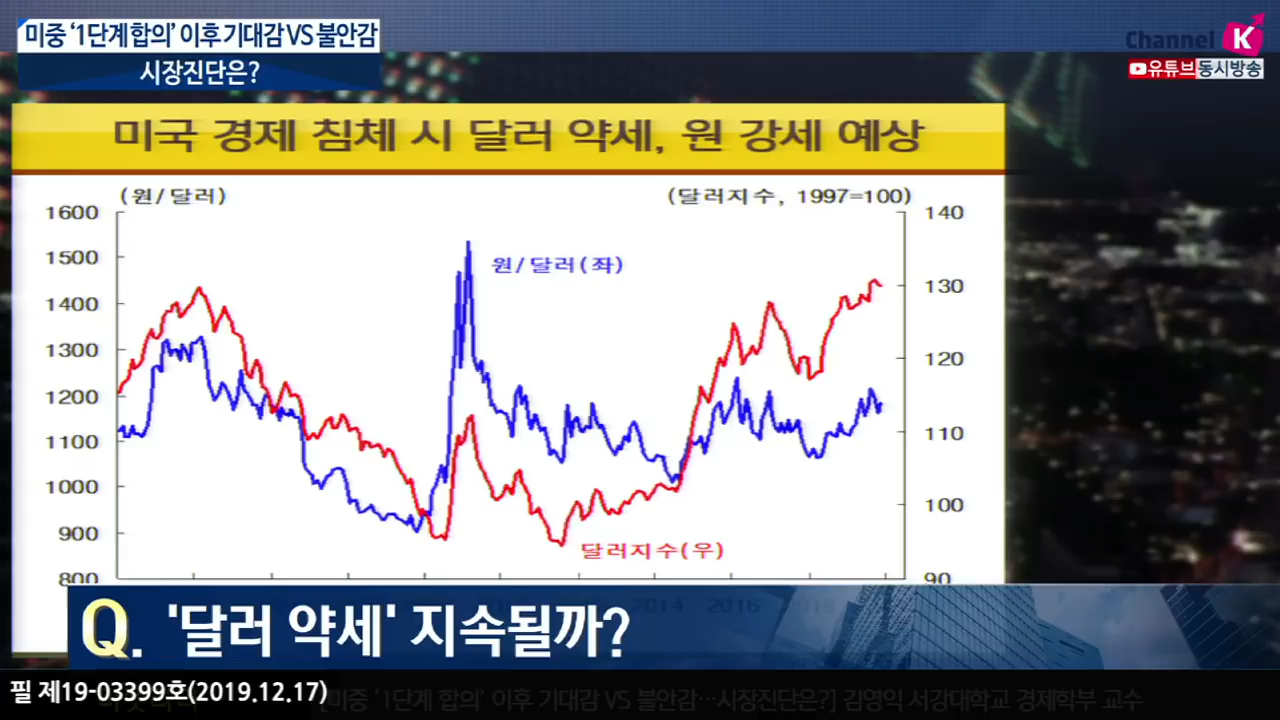 미중 ‘1단계 합의’ 이후 기대감 VS 불안감
시장진단은?
Channel K
유튜브 동시방송
미국 경제 침체 시 달러 약세, 원 강세 예상
(원/달러)
(달러지수, 1997=100)
1600
1500
1400
1300
1200
1100
1000
900
800
140
130
120
110
100
90
원/달러(좌)
달러지수(우)
2014 2016 2018
Q. '달러 약세' 지속될까?
필 제19-03399호(2019.12.17)
[미중 ‘1단계 합의’ 이후 기대감 VS 불안감…시장진단은?] 김영익 서강대학교 경제학부 교수